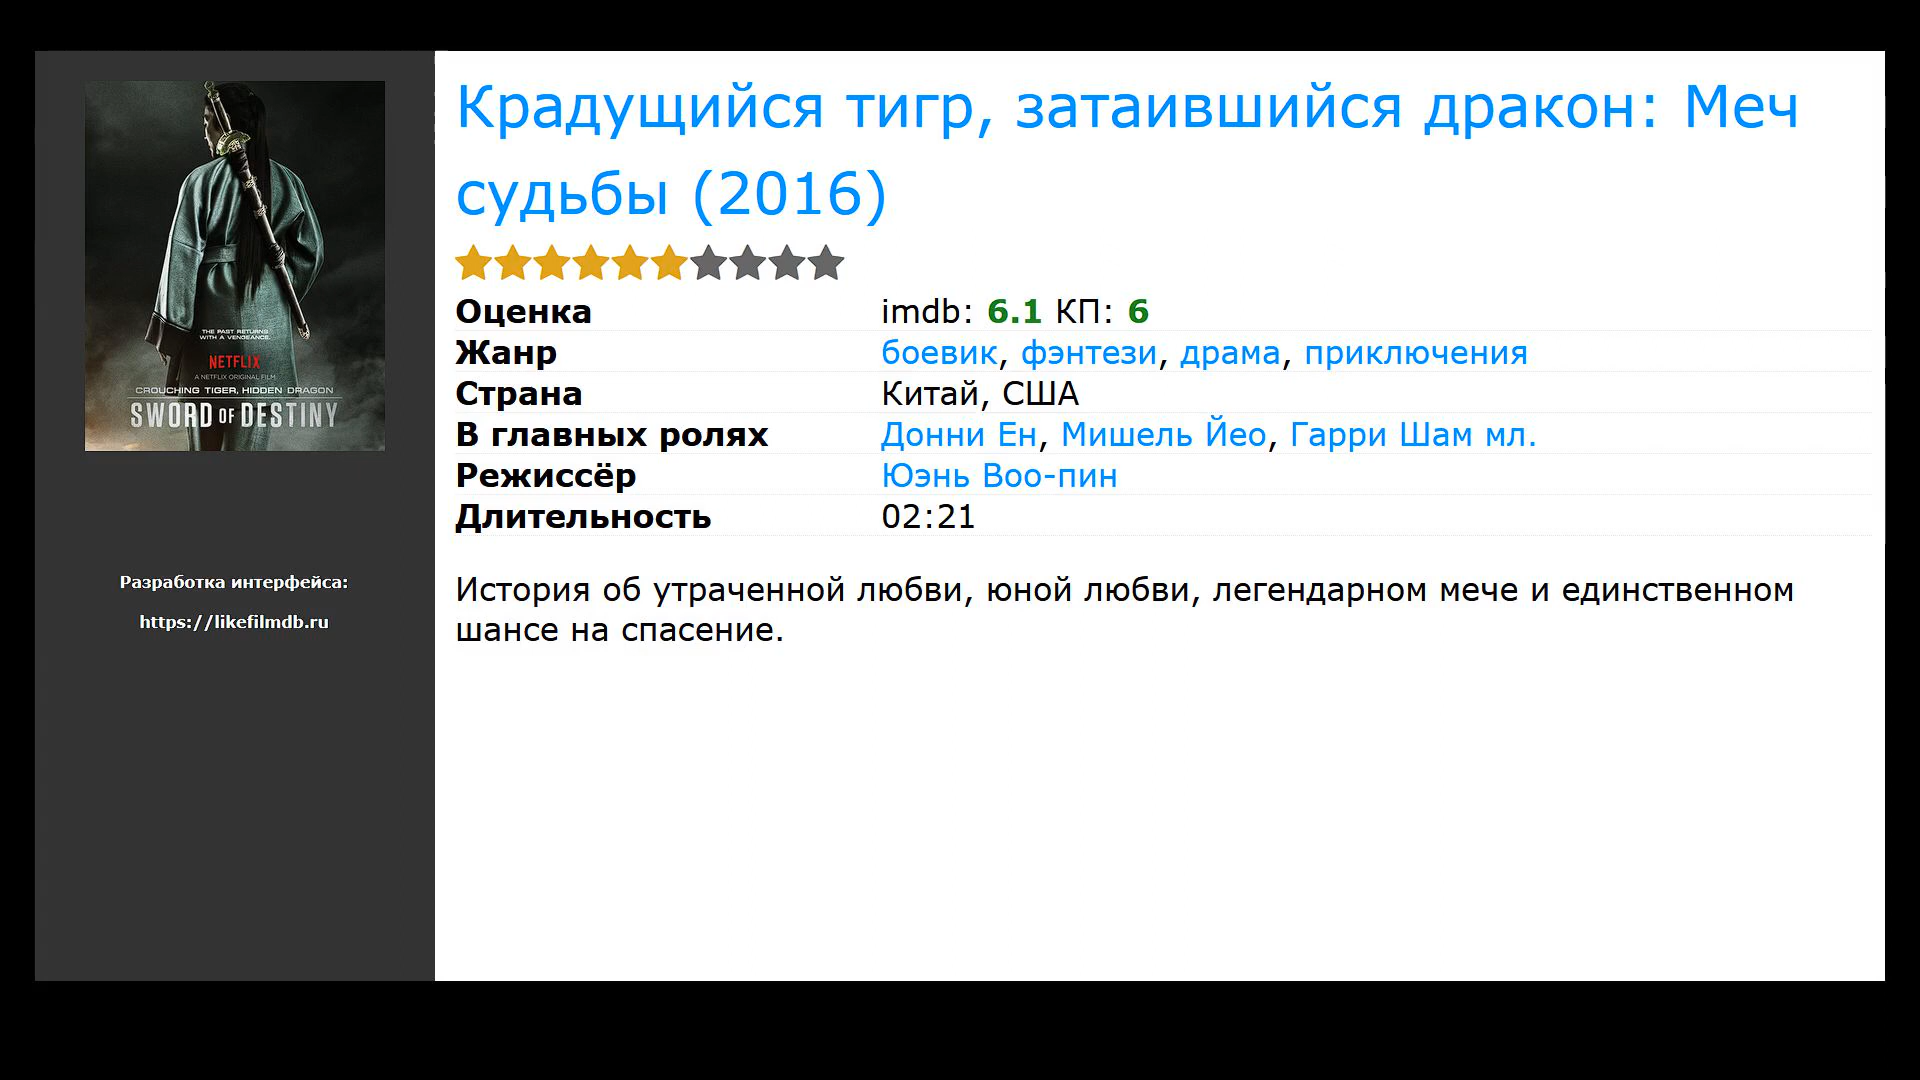 THE PAST RETURNS
WITH A VENGEANCE.
NETFLIX
A NETFLIX ORIGINAL FILM
CROUCHING TIGER, HIDDEN DRAGON
SWORD OF DESTINY
Разработка интерфейса:
https://likefilmdb.ru
Крадущийся тигр, затаившийся дракон: Меч
судьбы (2016)
Оценка imdb: 6.1 КП: 6
Жанр боевик, фэнтези, драма, приключения
Страна Китай, США
В главных ролях Донни Ен, Мишель Йео, Гарри Шам мл.
Режиссёр Юэнь Воо-пин
Длительность 02:21
История об утраченной любви, юной любви, легендарном мече и единственном
шансе на спасение.